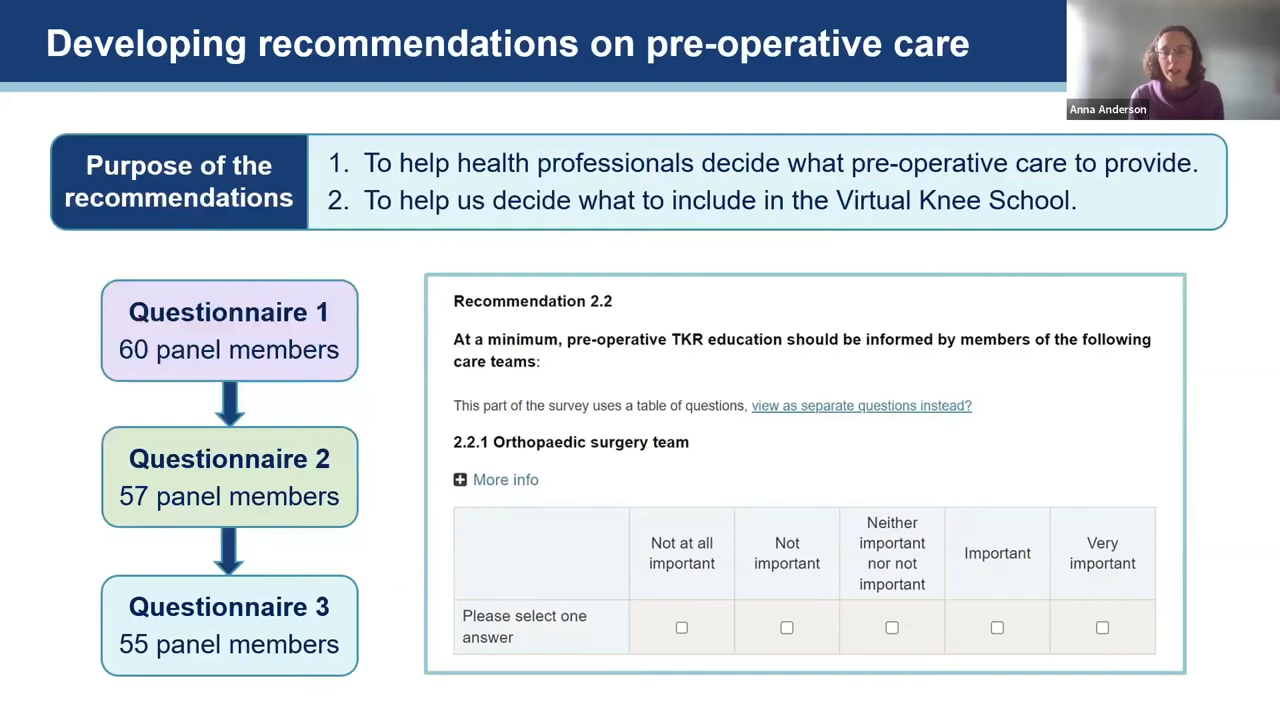 Developing recommendations on pre-operative care
Anna Anderson
Purpose of the
recommendations
1. To help health professionals decide what pre-operative care to provide.
2. To help us decide what to include in the Virtual Knee School.
Questionnaire 1
60 panel members
Questionnaire 2
57 panel members
Questionnaire 3
55 panel members
Recommendation 2.2
At a minimum, pre-operative TKR education should be informed by members of the following
care teams:
This part of the survey uses a table of questions, view as separate questions instead?
2.2.1 Orthopaedic surgery team
More info
Not at all
important
Not
important
Neither
important
nor not
important
Important
Very
important
Please select one
answer